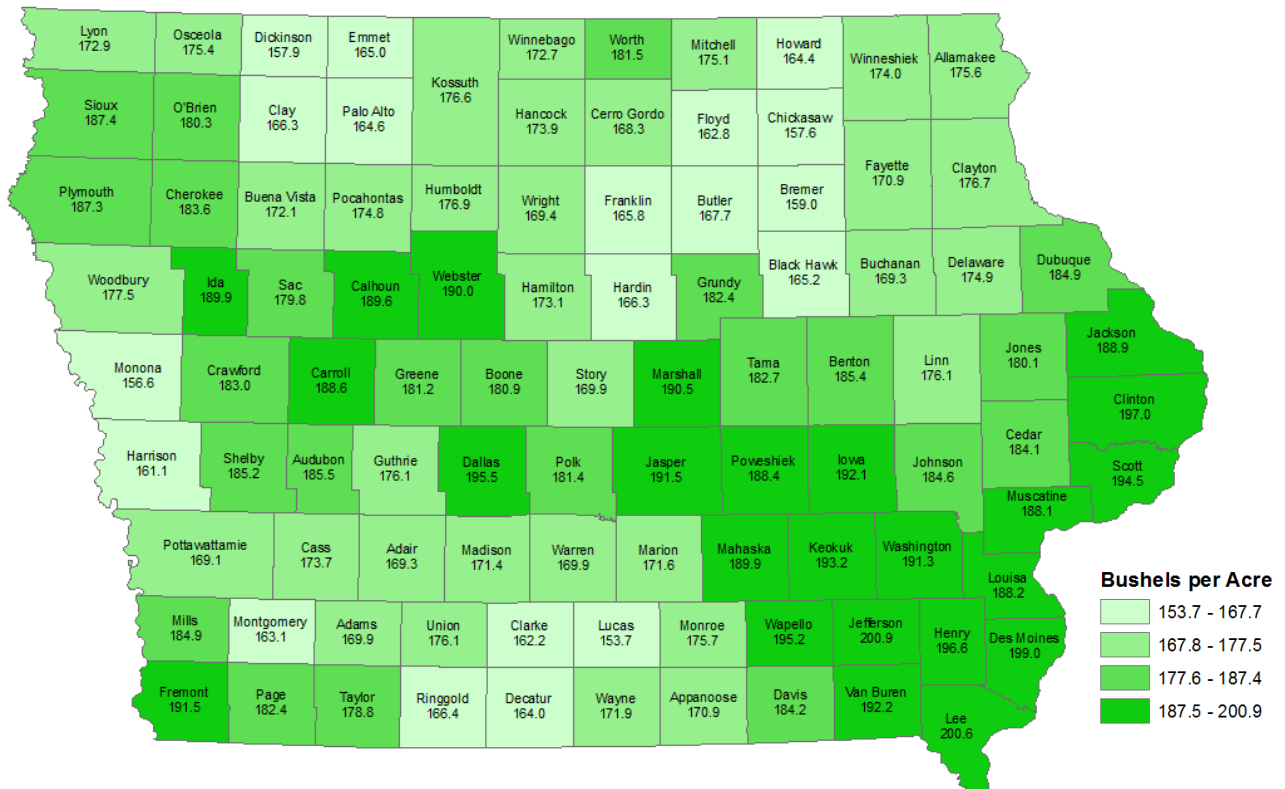 Lyon
172.9
Osceola
175.4
Dickinson
157.9
Emmet
165.0
Kossuth
176.6
Winnebago
172.7
Worth
181.5
Mitchell
175.1
Howard
164.4
Winneshiek
174.0
Allamakee
175.6
Sioux
187.4
O'Brien
180.3
Clay
166.3
Palo Alto
164.6
Hancock
173.9
Cerro Gordo
168.3
Floyd
162.8
Chickasaw
157.6
Plymouth
187.3
Cherokee
183.6
Buena Vista
172.1
Pocahontas
174.8
Humboldt
176.9
Wright
169.4
Franklin
165.8
Butler
167.7
Bremer
159.0
Fayette
170.9
Clayton
176.7
Woodbury
177.5
Ida
189.9
Sac
179.8
Calhoun
189.6
Webster
190.0
Hamilton
173.1
Hardin
166.3
Grundy
182.4
Black Hawk
165.2
Buchanan
169.3
Delaware
174.9
Dubuque
184.9
Monona
156.6
Crawford
183.0
Carroll
188.6
Greene
181.2
Boone
180.9
Story
169.9
Marshall
190.5
Tama
182.7
Benton
185.4
Linn
176.1
Jones
180.1
Jackson
188.9
Clinton
197.0
Harrison
161.1
Shelby
185.2
Audubon
185.5
Guthrie
176.1
Dallas
195.5
Polk
181.4
Jasper
191.5
Poweshiek
188.4
Iowa
192.1
Johnson
184.6
Cedar
184.1
Scott
194.5
Muscatine
188.1
Pottawattamie
169.1
Cass
173.7
Adair
169.3
Madison
171.4
Warren
169.9
Marion
171.6
Mahaska
189.9
Keokuk
193.2
Washington
191.3
Louisa
188.2
Mills
184.9
Montgomery
163.1
Adams
169.9
Union
176.1
Clarke
162.2
Lucas
153.7
Monroe
175.7
Wapello
195.2
Jefferson
200.9
Henry
196.6
Des Moines
199.0
Fremont
191.5
Page
182.4
Taylor
178.8
Ringgold
166.4
Decatur
164.0
Wayne
171.9
Appanoose
170.9
Davis
184.2
Van Buren
192.2
Lee
200.6
Bushels per Acre
153.7 - 167.7
167.8 - 177.5
177.6 - 187.4
187.5 - 200.9